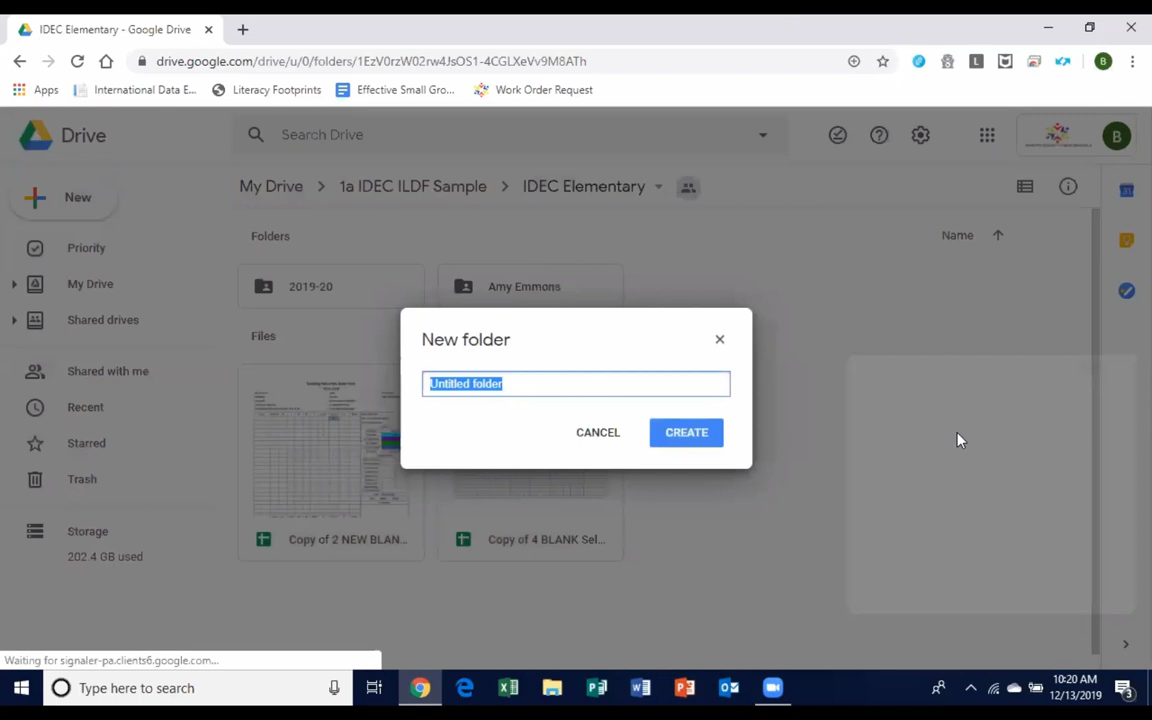 IDEC Elementary - Google Drive
drive.google.com/drive/u/0/folders/1EzV0rzW02rw4JsOS1-4CGLXeVv9M8ATh
B
Apps International Data E... Literacy Footprints Effective Small Gro... Work Order Request
Drive
Search Drive
B
New
My Drive > 1a IDEC ILDF Sample > IDEC Elementary
Priority
My Drive
Shared drives
Shared with me
Recent
Starred
Trash
Storage
202.4 GB used
Folders
Name
2019-20
Amy Emmons
Files
New folder
Untitled folder
CANCEL
CREATE
Copy of 2 NEW BLAN...
Copy of 4 BLANK Sel...
Waiting for signaler-pa.clients6.google.com...
Type here to search
10:20 AM
12/13/2019
3